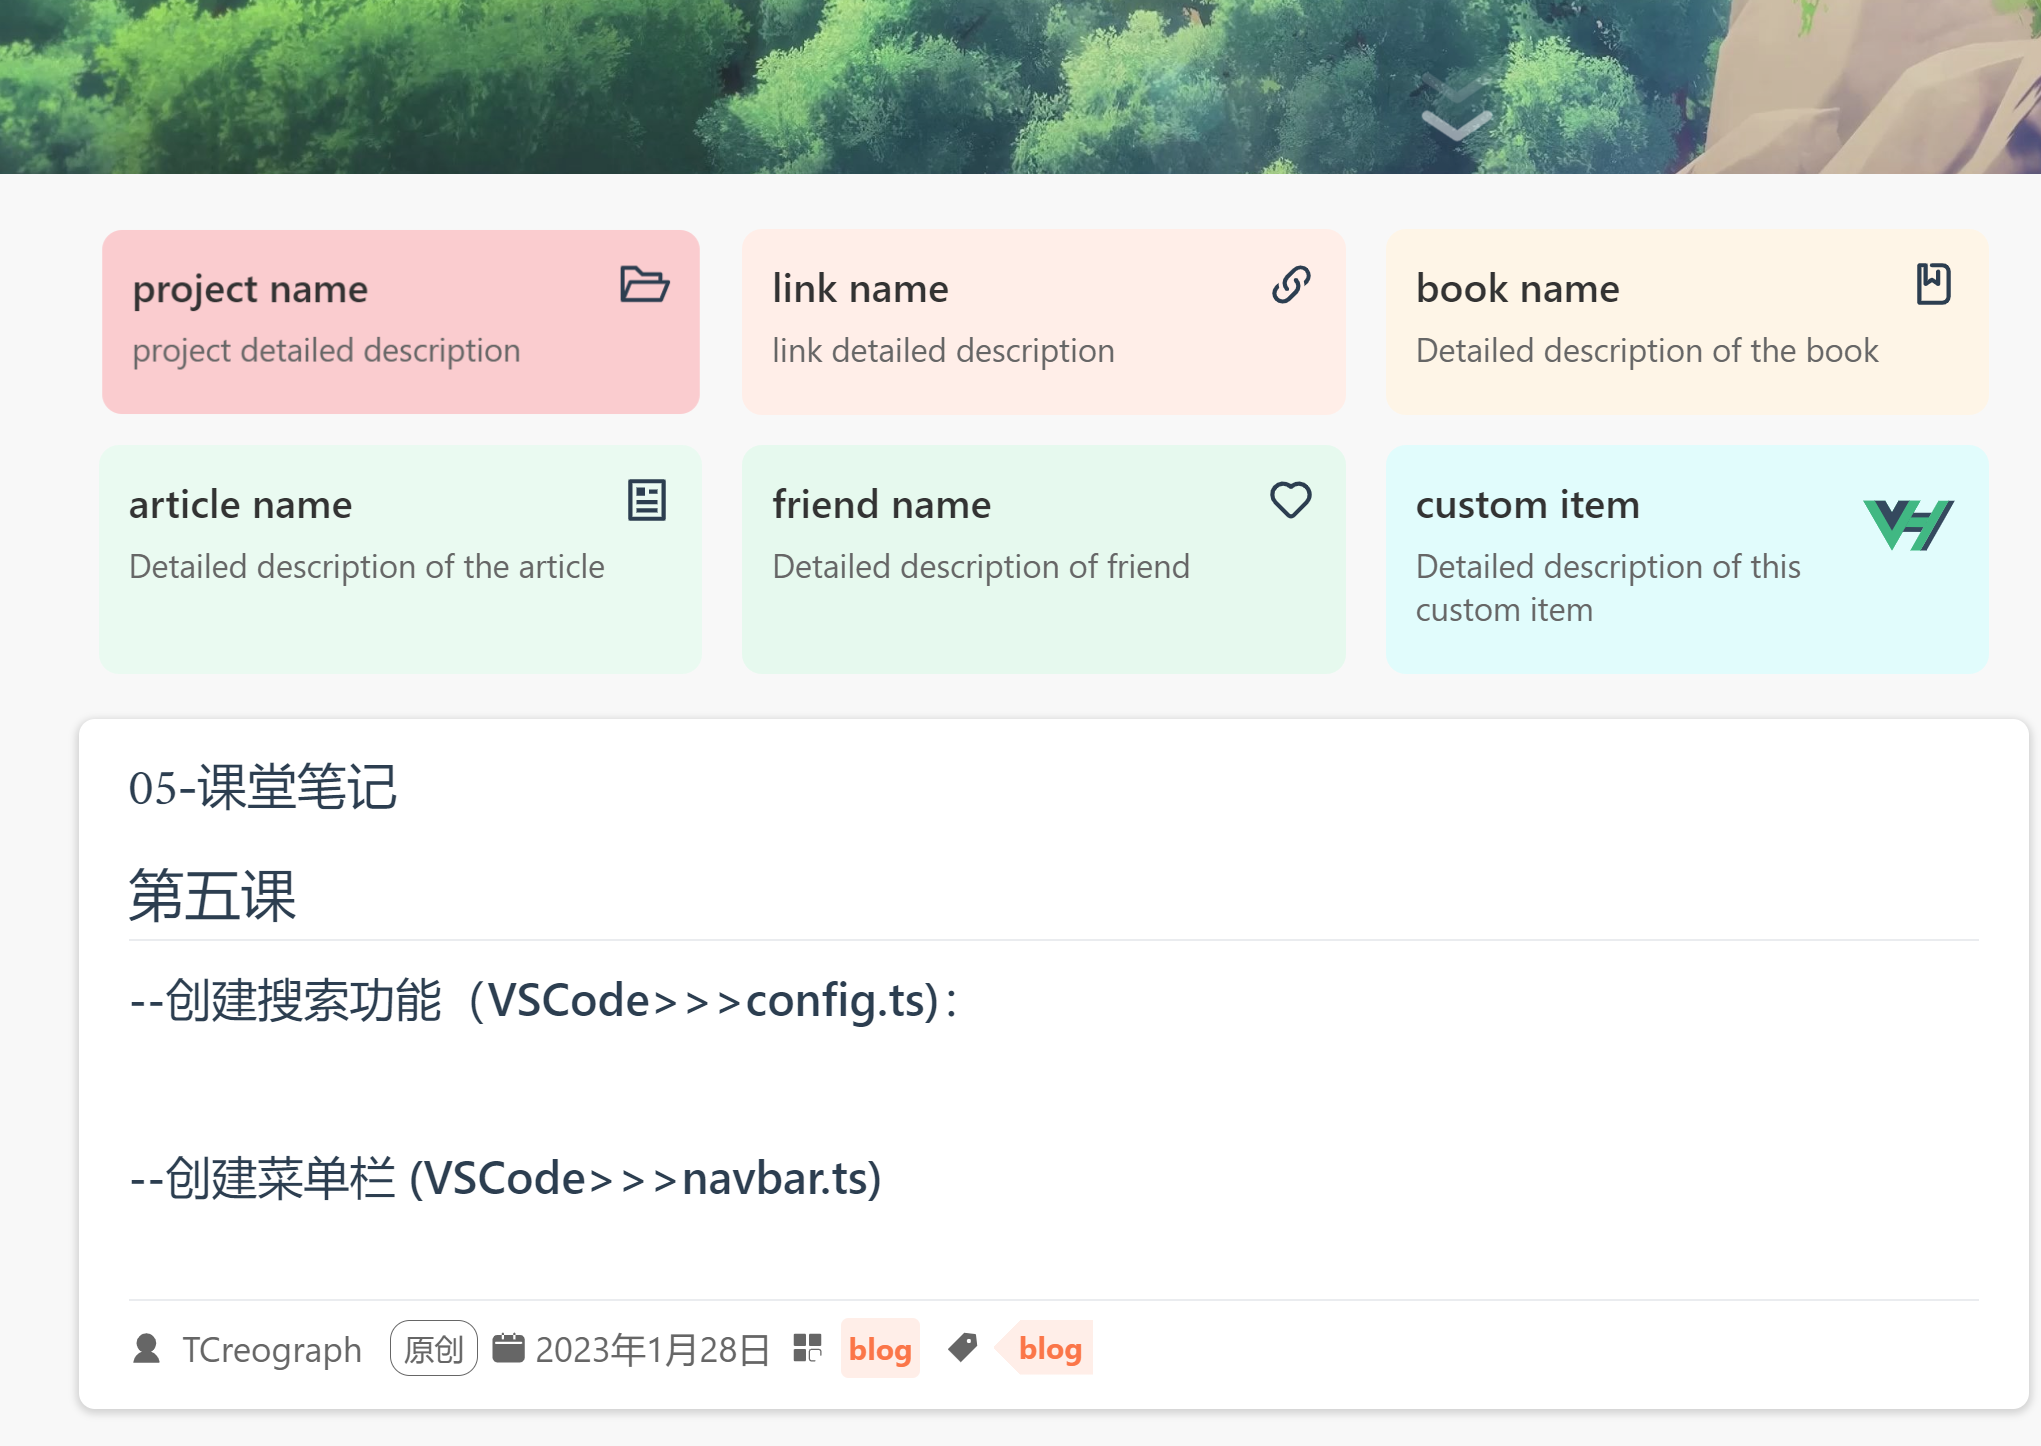 project name
project detailed description
link name
link detailed description
book name
Detailed description of the book
article name
Detailed description of the article
friend name
Detailed description of friend
custom item
Detailed description of this
custom item
05-课堂笔记
第五课
--创建搜索功能（VSCode>>>config.ts)：
--创建菜单栏 (VSCode>>>navbar.ts)
TCreograph 原创 2023年1月28日 blog blog